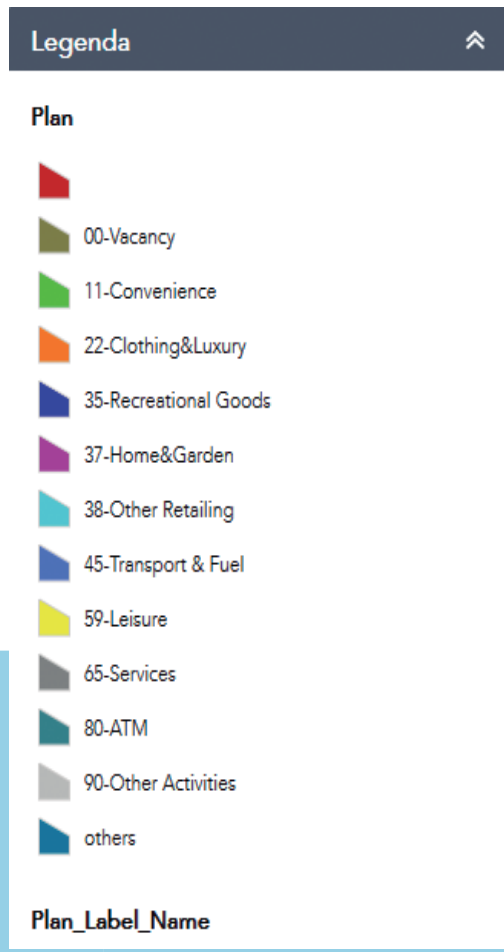 Legenda
Plan
00-Vacancy
11-Convenience
22-Clothing&Luxury
35-Recreational Goods
37-Home&Garden
38-Other Retailing
45-Transport & Fuel
59-Leisure
65-Services
80-ATM
90-Other Activities
others
Plan_Label_Name